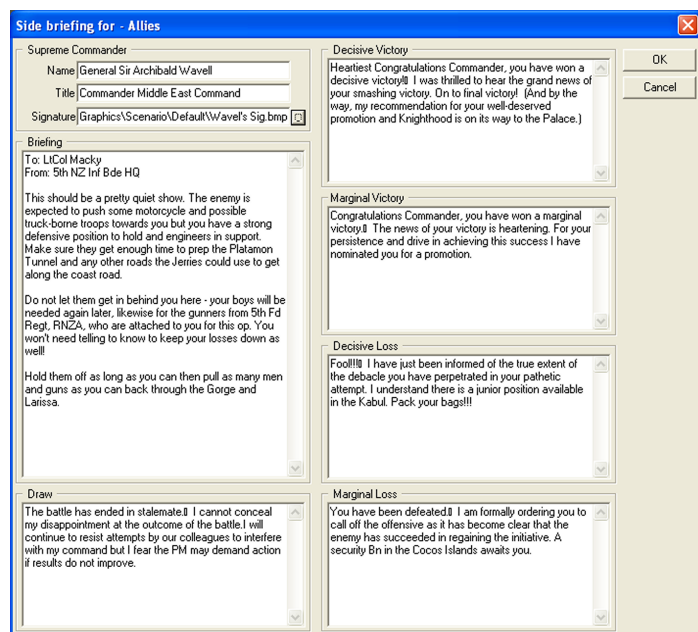 Side briefing for - Allies
Supreme Commander
Name General Sir Archibald Wavell
Title Commander Middle East Command
Signature Graphics\Scenario\Default\Wavel's Sig.bmp
Briefing
To: LtCol Macky
From: 5th NZ Inf Bde HQ
This should be a pretty quiet show. The enemy is
expected to push some motorcycle and possible
truck-borne troops towards you but you have a strong
defensive position to hold and engineers in support.
Make sure they get enough time to prep the Platamon
Tunnel and any other roads the Jerries could use to get
along the coast road.
Do not let them get in behind you here - your boys will be
needed again later, likewise for the gunners from 5th Fd
Regt, RNZA, who are attached to you for this op. You
won't need telling to know to keep your losses down as
well!
Hold them off as long as you can then pull as many men
and guns as you can back through the Gorge and
Larissa.
Draw
The battle has ended in stalemate. I cannot conceal
my disappointment at the outcome of the battle.I will
continue to resist attempts by our colleagues to interfere
with my command but I fear the PM may demand action
if results do not improve.
Decisive Victory
Heartiest Congratulations Commander, you have won a
decisive victory! I was thrilled to hear the grand news of
your smashing victory. On to final victory! (And by the
way, my recommendation for your well-deserved
promotion and Knighthood is on its way to the Palace.)
Marginal Victory
Congratulations Commander, you have won a marginal
victory. The news of your victory is heartening. For your
persistence and drive in achieving this success I have
nominated you for a promotion.
Decisive Loss
Fool!!! I have just been informed of the true extent of
the debacle you have perpetrated in your pathetic
attempt. I understand there is a junior position available
in the Kabul. Pack your bags!!!
Marginal Loss
You have been defeated. I am formally ordering you to
call off the offensive as it has become clear that the
enemy has succeeded in regaining the initiative. A
security Bn in the Cocos Islands awaits you.
OK
Cancel